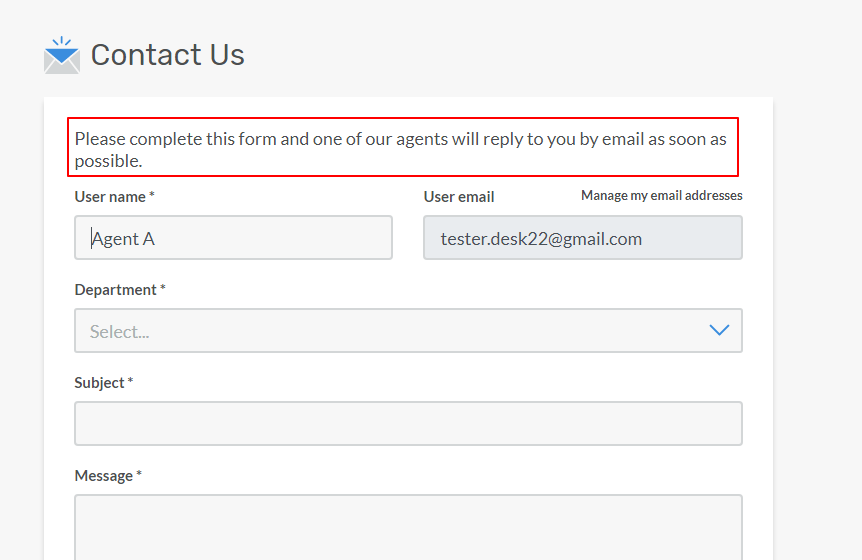 Contact Us
Please complete this form and one of our agents will reply to you by email as soon as
possible.
User name *
User email
Manage my email addresses
Agent A
tester.desk22@gmail.com
Department *
Select...
Subject *
Message *